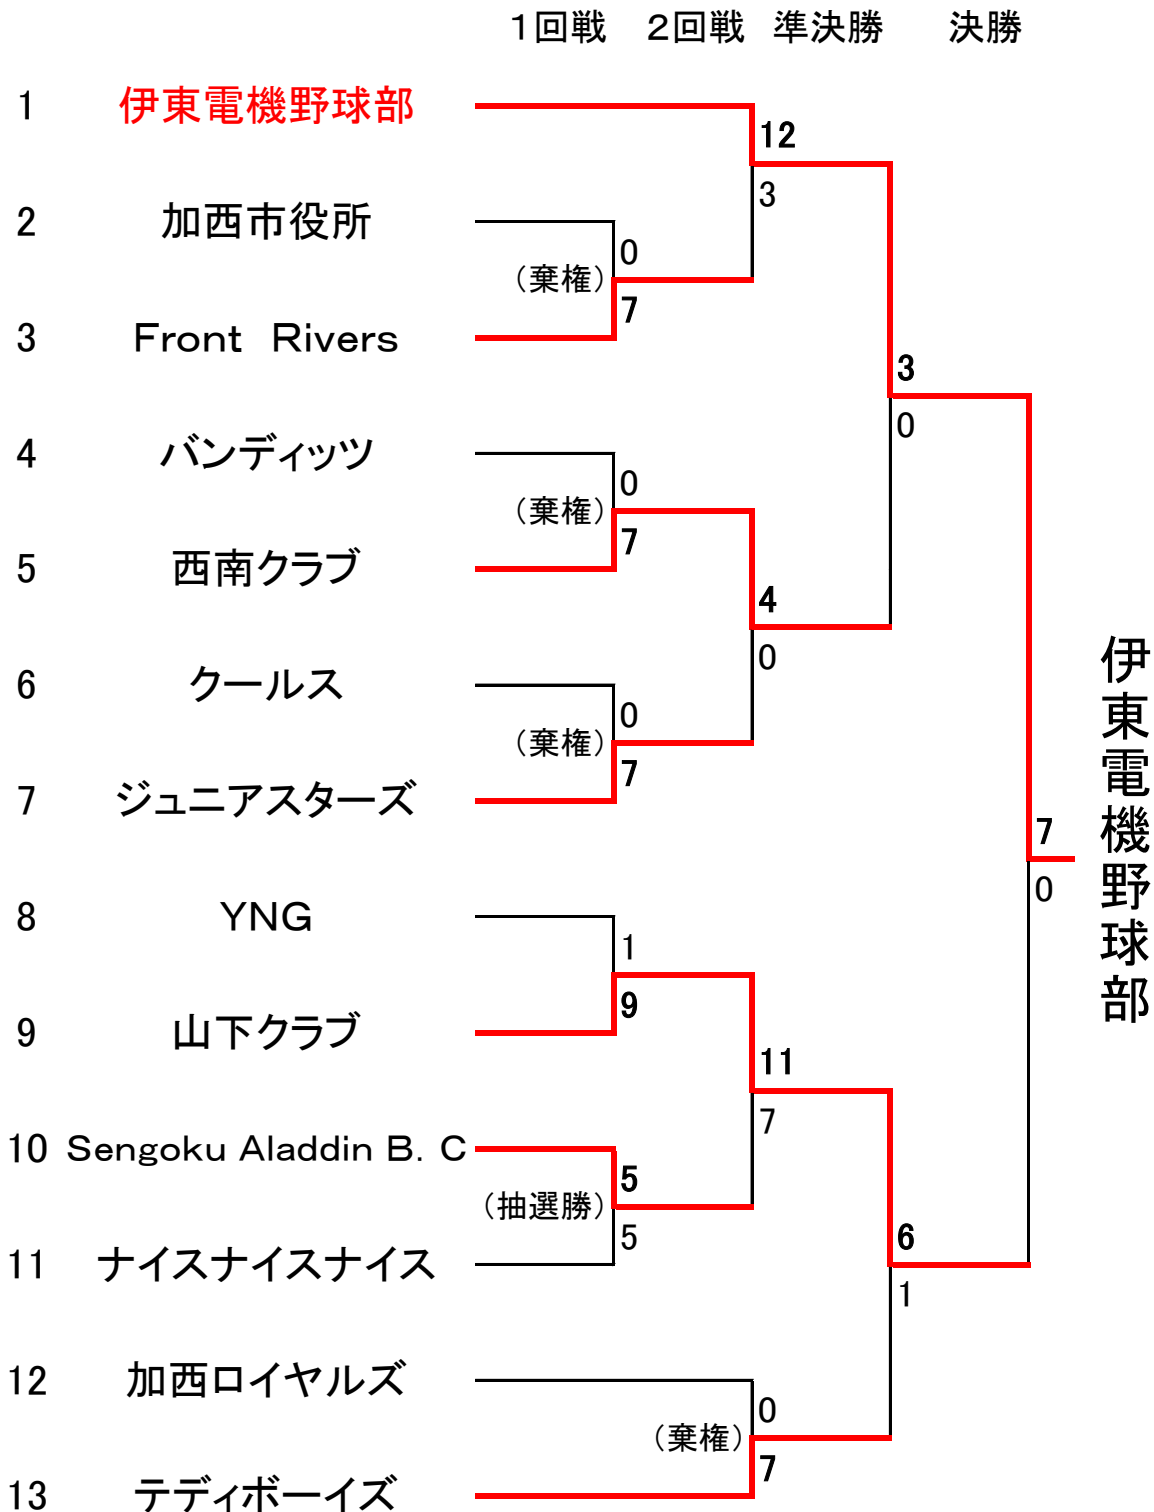 1回戦 2回戦 準決勝 決勝
1 伊東電機野球部
12
3
2 加西市役所
0
(棄権)
7
3 Front Rivers
3
0
4 バンディッツ
0
(棄権)
7
5 西南クラブ
4
0
6 クールス
0
(棄権)
7
7 ジュニアスターズ
7
0
伊東電機野球部
8 YNG
1
9
9 山下クラブ
11
7
10 Sengoku Aladdin B. C
5
(抽選勝)
5
11 ナイスナイスナイス
6
1
12 加西ロイヤルズ
0
(棄権)
7
13 テディボーイズ